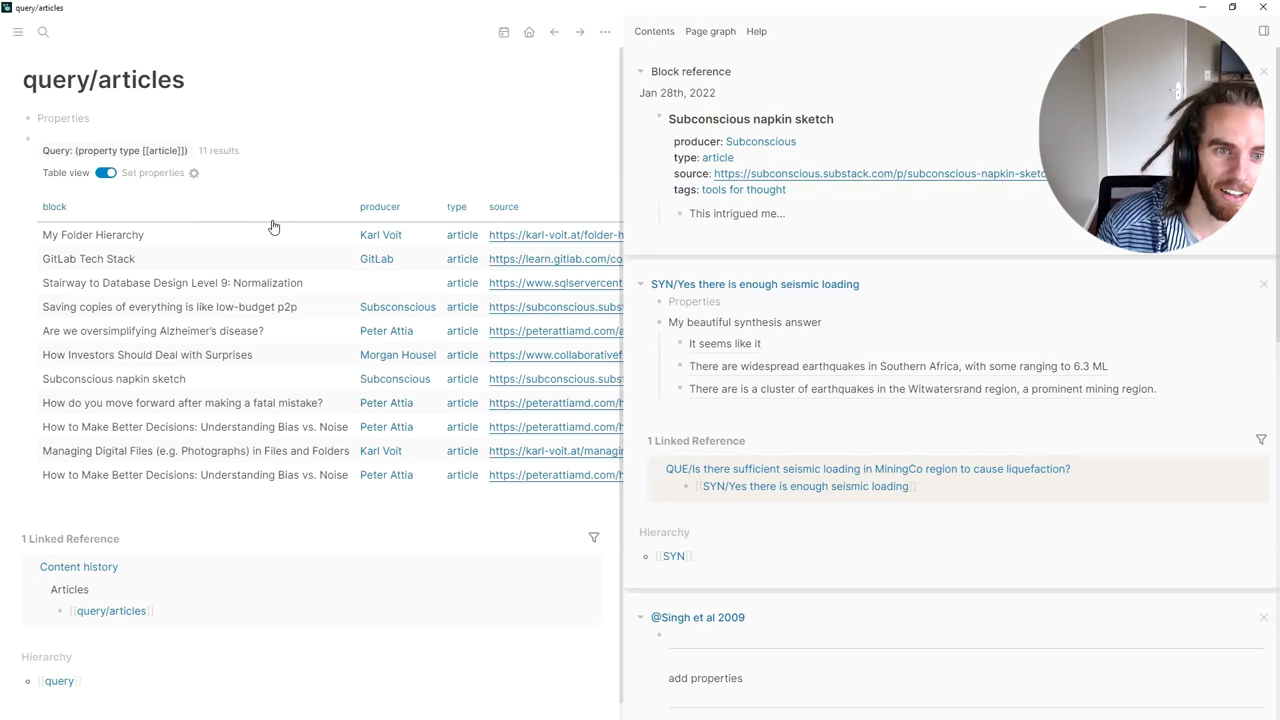 query/articles
query/articles
Properties
Query: (property type [[article]]) 11 results
Table view Set properties
block producer type source
My Folder Hierarchy Karl Voit article https://karl-voit.at/folder-h
GitLab Tech Stack GitLab article https://learn.gitlab.com/co
Stairway to Database Design Level 9: Normalization article https://www.sqlservercent
Saving copies of everything is like low-budget p2p Subsconscious article https://subconscious.subs
Are we oversimplifying Alzheimer's disease? Peter Attia article https://peterattiamd.com/a
How Investors Should Deal with Surprises Morgan Housel article https://www.collaborativef
Subconscious napkin sketch Subconscious article https://subconscious.subs
How do you move forward after making a fatal mistake? Peter Attia article https://peterattiamd.com/h
How to Make Better Decisions: Understanding Bias vs. Noise Peter Attia article https://peterattiamd.com/h
Managing Digital Files (e.g. Photographs) in Files and Folders Karl Voit article https://karl-voit.at/managin
How to Make Better Decisions: Understanding Bias vs. Noise Peter Attia article https://peterattiamd.com/h
1 Linked Reference
Content history
Articles
[[query/articles]]
Hierarchy
[[query]]
Contents Page graph Help
Block reference
Jan 28th, 2022
Subconscious napkin sketch
producer: Subconscious
type: article
source: https://subconscious.substack.com/p/subconscious-napkin-sketc
tags: tools for thought
This intrigued me...
SYN/Yes there is enough seismic loading
Properties
My beautiful synthesis answer
It seems like it
There are widespread earthquakes in Southern Africa, with some ranging to 6.3 ML
There are is a cluster of earthquakes in the Witwatersrand region, a prominent mining region.
1 Linked Reference
QUE/Is there sufficient seismic loading in MiningCo region to cause liquefaction?
[[SYN/Yes there is enough seismic loading]]
Hierarchy
[[SYN]]
@Singh et al 2009
add properties